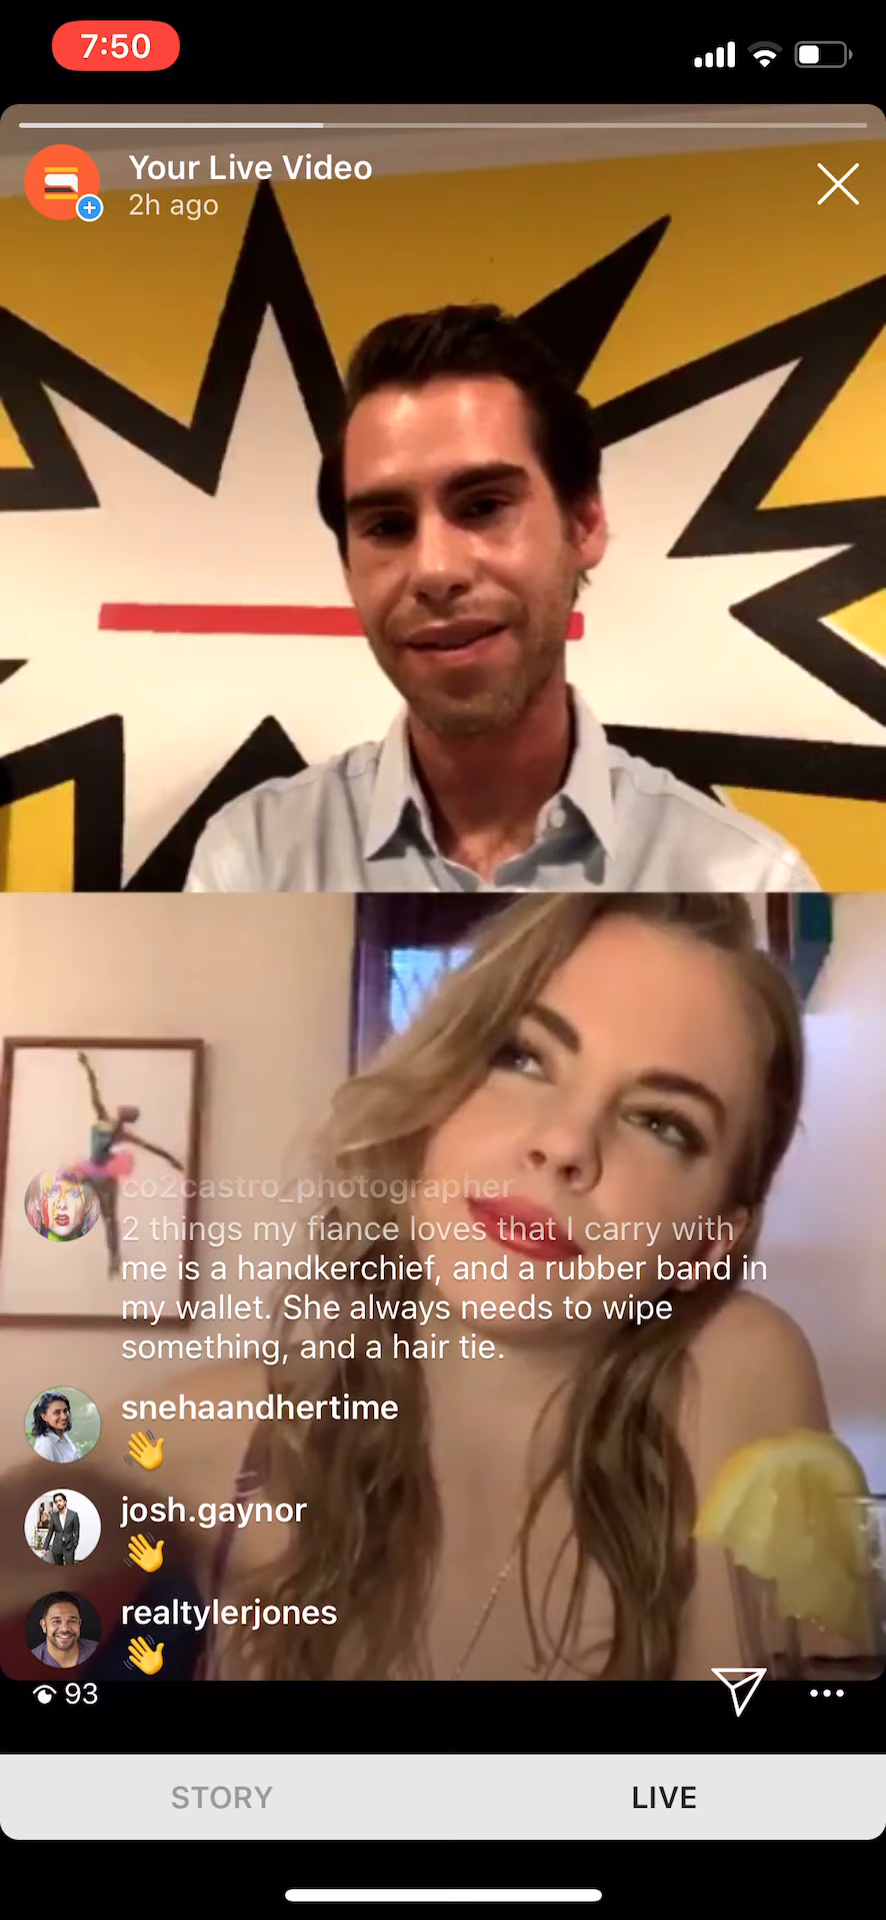 7:50
Your Live Video
2h ago
co2castro_photographer
2 things my fiance loves that I carry with
me is a handkerchief, and a rubber band in
my wallet. She always needs to wipe
something, and a hair tie.
snehaandhertime
👋
josh.gaynor
👋
realtylerjones
👋
93
STORY
LIVE